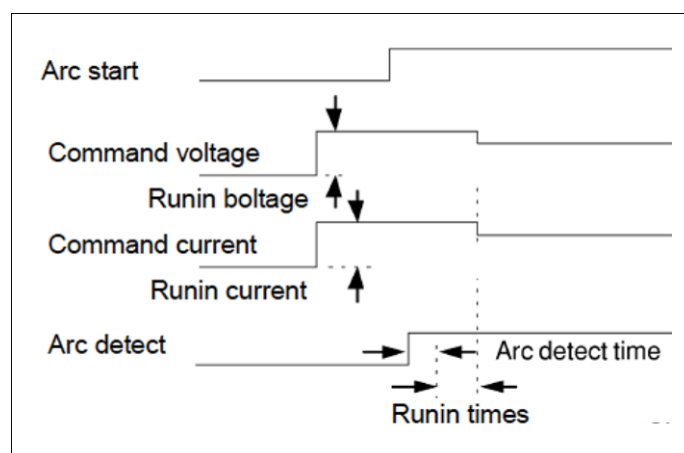 Arc start
Command voltage
Runin boltage
Command current
Runin current
Arc detect
Arc detect time
Runin times